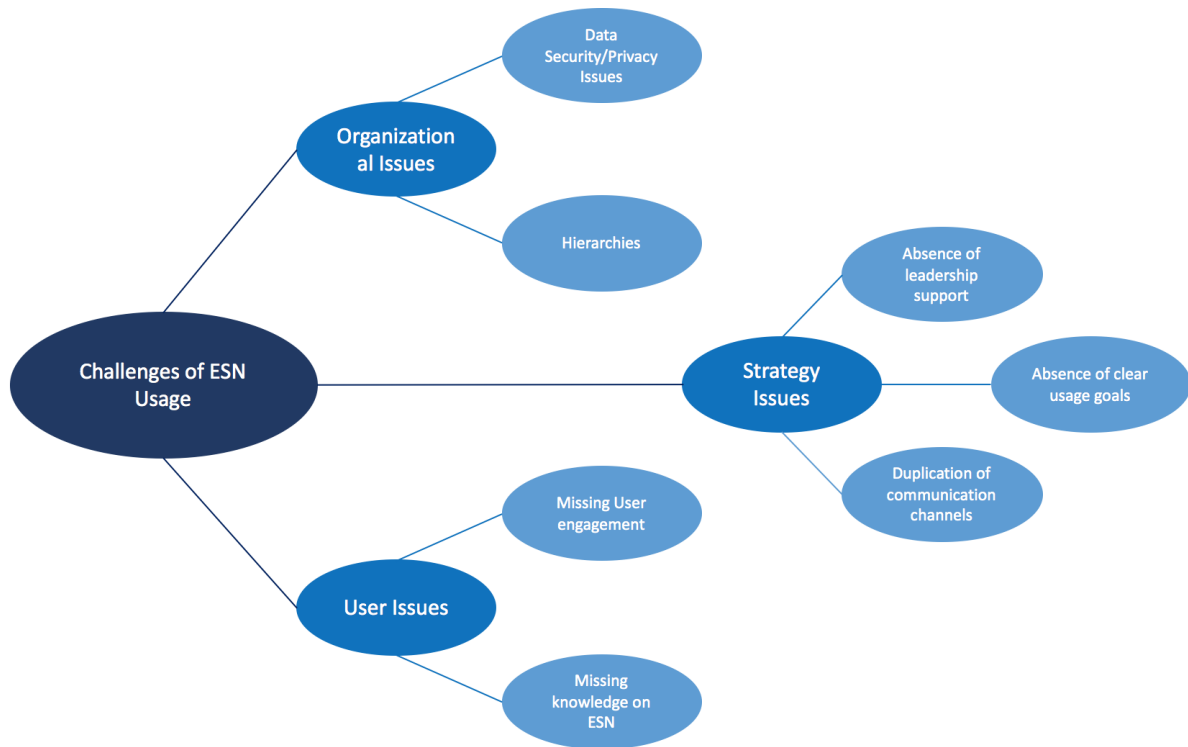 Data
Security/Privacy
Issues
Organization
al Issues
Hierarchies
Absence of
leadership
support
Challenges of ESN
Usage
Strategy
Issues
Absence of clear
usage goals
Duplication of
communication
channels
Missing User
engagement
User Issues
Missing
knowledge on
ESN